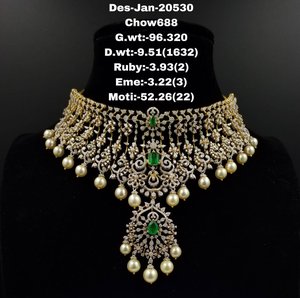 Des-Jan-20530
Chow688
G.wt:-96.320
D.wt:-9.51(1632)
Ruby:-3.93(2)
Eme:-3.22(3)
Moti:-52.26(22)